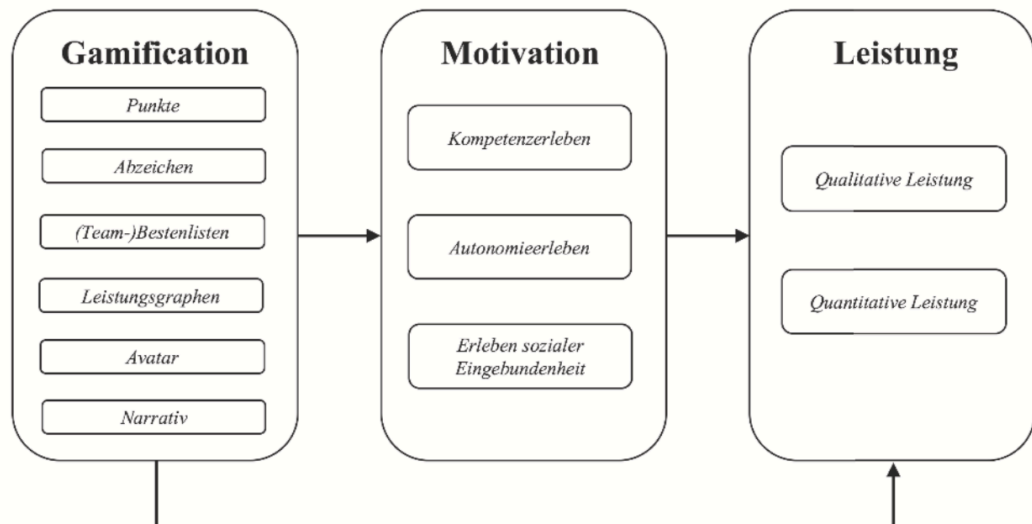 Gamification
Punkte
Abzeichen
(Team-)Bestenlisten
Leistungsgraphen
Avatar
Narrativ
Motivation
Kompetenzerleben
Autonomieerleben
Erleben sozialer
Eingebundenheit
Leistung
Qualitative Leistung
Quantitative Leistung